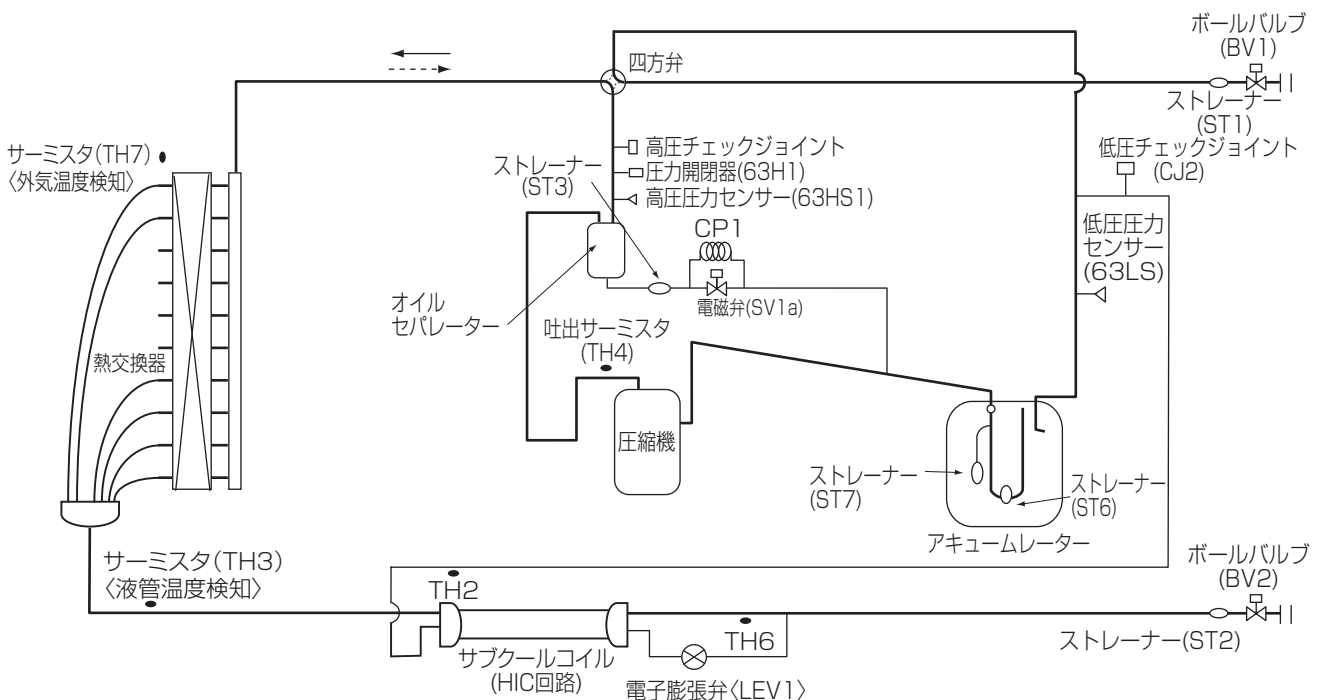 ボールバルブ
(BV1)
四方弁
ストレーナー
(ST1)
サーミスタ(TH7)
〈外気温度検知〉
ストレーナー
(ST3)
高圧チェックジョイント
圧力開閉器(63H1)
高圧圧力センサー(63HS1)
低圧チェックジョイント
(CJ2)
CP1
低圧圧力
センサー
(63LS)
オイル
セパレーター
電磁弁(SV1a)
吐出サーミスタ
(TH4)
熱交換器
圧縮機
ストレーナー
(ST7)
ストレーナー
(ST6)
アキュームレーター
サーミスタ(TH3)
〈液管温度検知〉
TH2
ボールバルブ
(BV2)
TH6
ストレーナー(ST2)
サブクールコイル
(HIC回路)
電子膨張弁〈LEV1〉